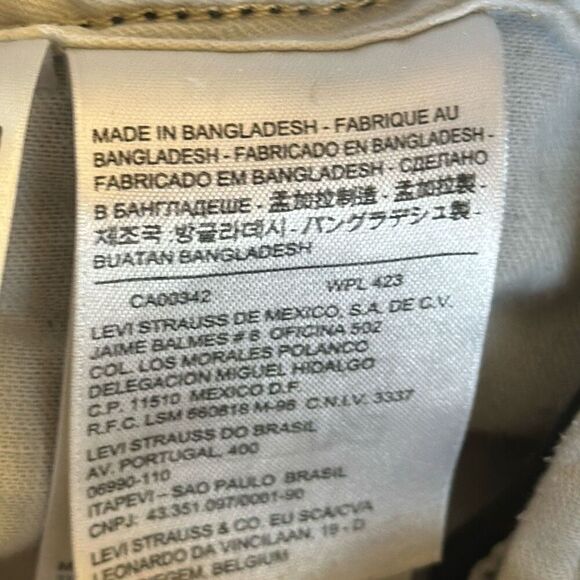 MADE IN BANGLADESH - FABRIQUE AU
BANGLADESH - FABRICADO EN BANGLADESH -
FABRICADO EM BANGLADESH - СДЕЛАНО
В БАНГЛАДЕШЕ - 孟加拉制造 - 孟加拉製 -
제조국 :방글라데시 - バングラデシュ製 -
BUATAN BANGLADESH
CA00342 WPL 423
LEVI STRAUSS DE MEXICO, S.A. DE C.V.
JAIME BALMES # 8 OFICINA 502
COL. LOS MORALES POLANCO
DELEGACION MIGUEL HIDALGO
C.P. 11510 MEXICO D.F.
R.F.C. LSM 660818 M-96 C.N.I.V. 3337
LEVI STRAUSS DO BRASIL
AV. PORTUGAL, 400
06990-110
ITAPEVI – SAO PAULO BRASIL
CNPJ: 43.351.097/0001-90
LEVI STRAUSS & CO. EU SCA/CVA
LEONARDO DA VINCILAAN, 19 - D
BELGIUM